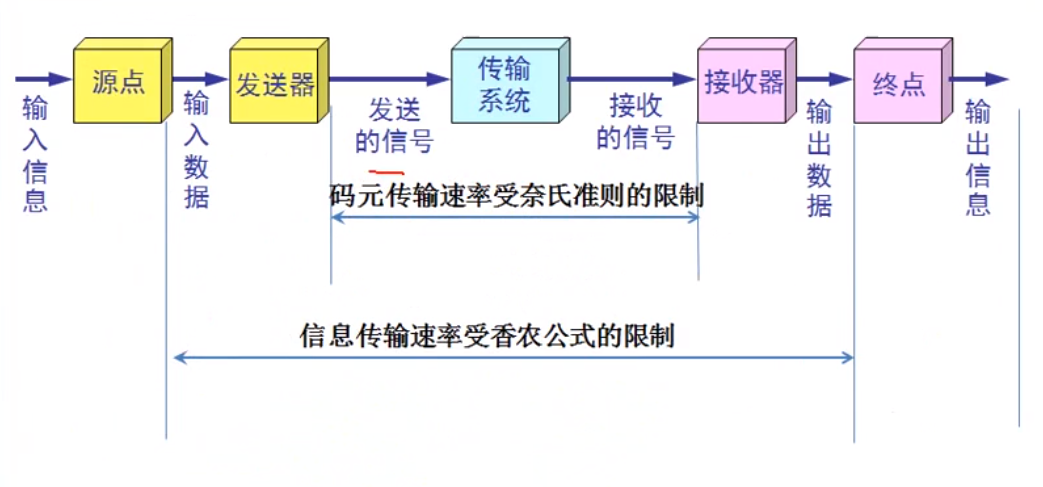 源点
发送器
传输
系统
接收器
终点
输入信息
输入数据
发送
的信号
接收
的信号
输出数据
输出信息
码元传输速率受奈氏准则的限制
信息传输速率受香农公式的限制